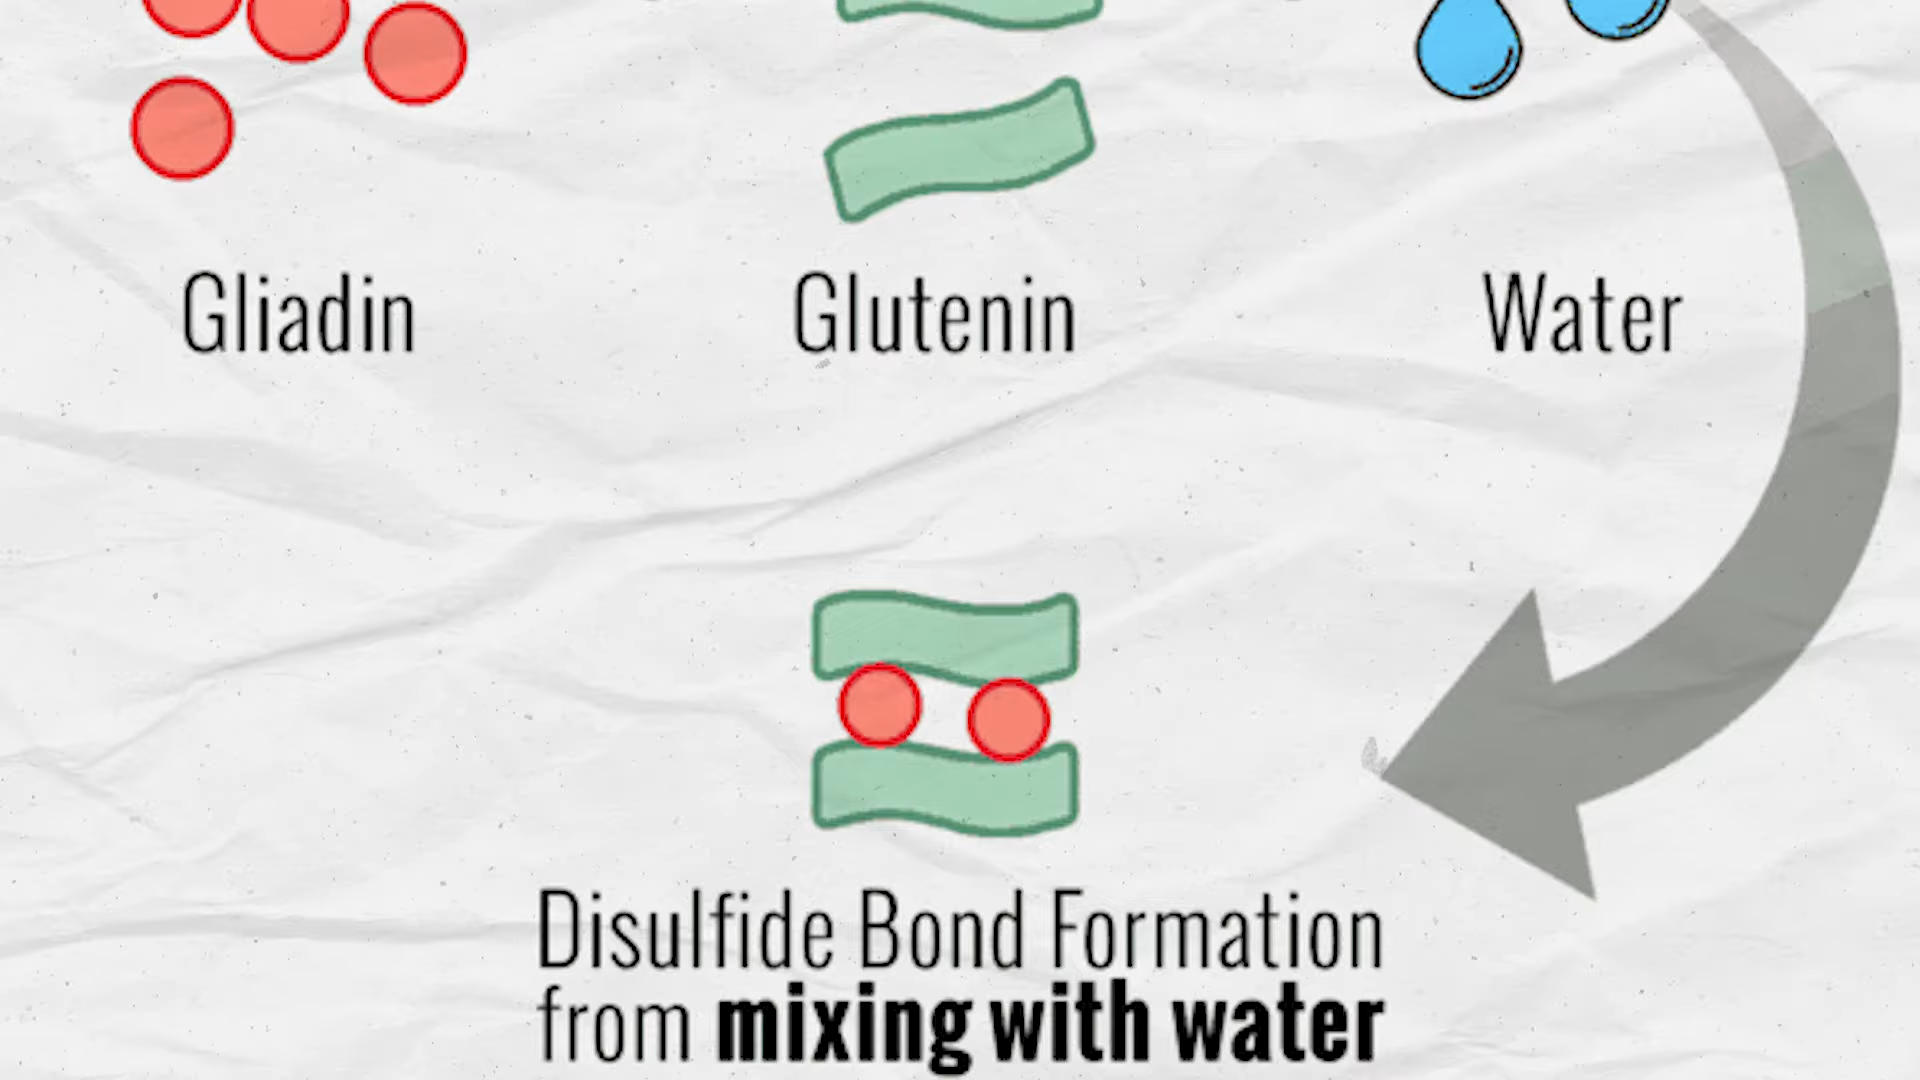 Gliadin
Glutenin
Water
Disulfide Bond Formation
from mixing with water